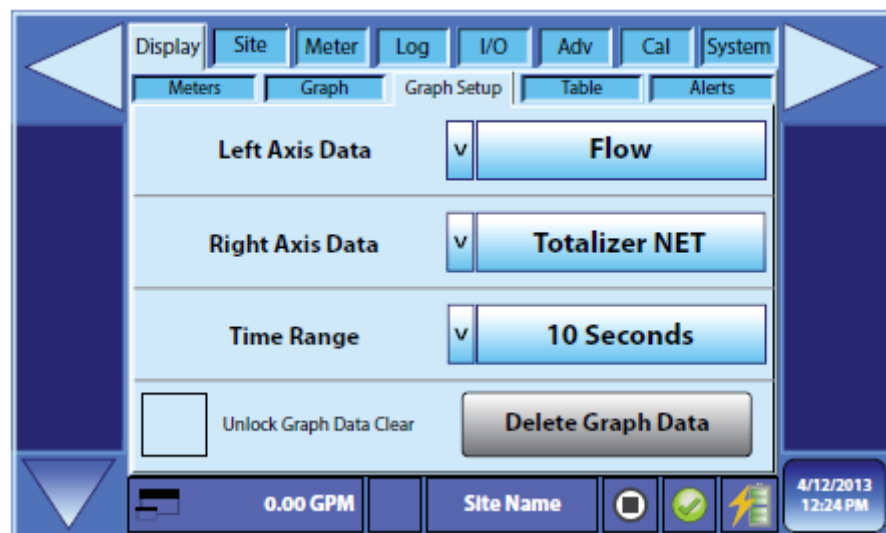 Display Site Meter Log I/O Adv Cal System
Meters Graph Graph Setup Table Alerts
Left Axis Data v Flow
Right Axis Data v Totalizer NET
Time Range v 10 Seconds
Unlock Graph Data Clear Delete Graph Data
0.00 GPM Site Name 4/12/2013
12:24 PM